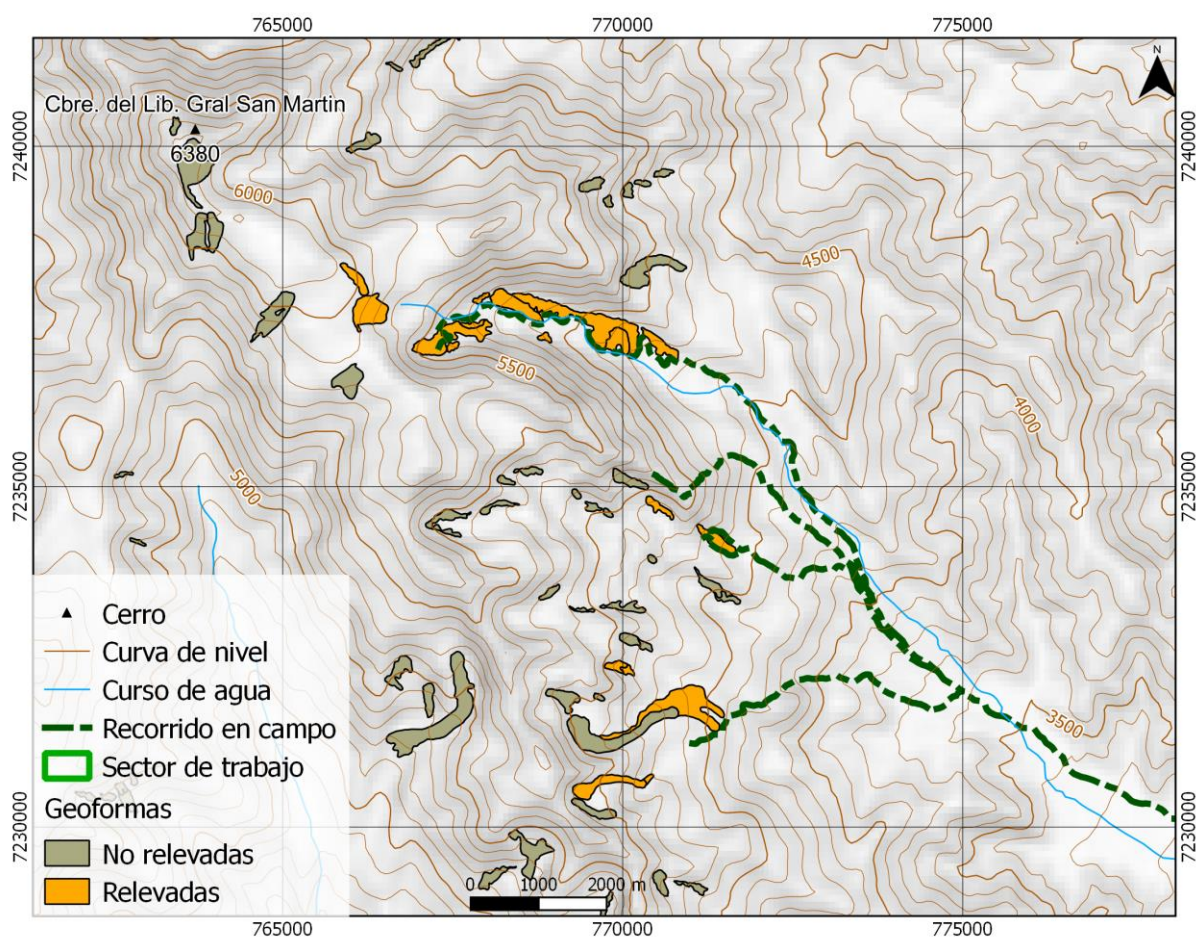 765000 770000 775000
N
Cbre. del Lib. Gral San Martin
7240000 6380 7240000
6000
4500
5500
4000
7235000 5000 7235000
Cerro
Curva de nivel
Curso de agua
Recorrido en campo
3500
Sector de trabajo
Geoformas
7230000 7230000
No relevadas
0 1000 2000 m
Relevadas
765000 770000 775000